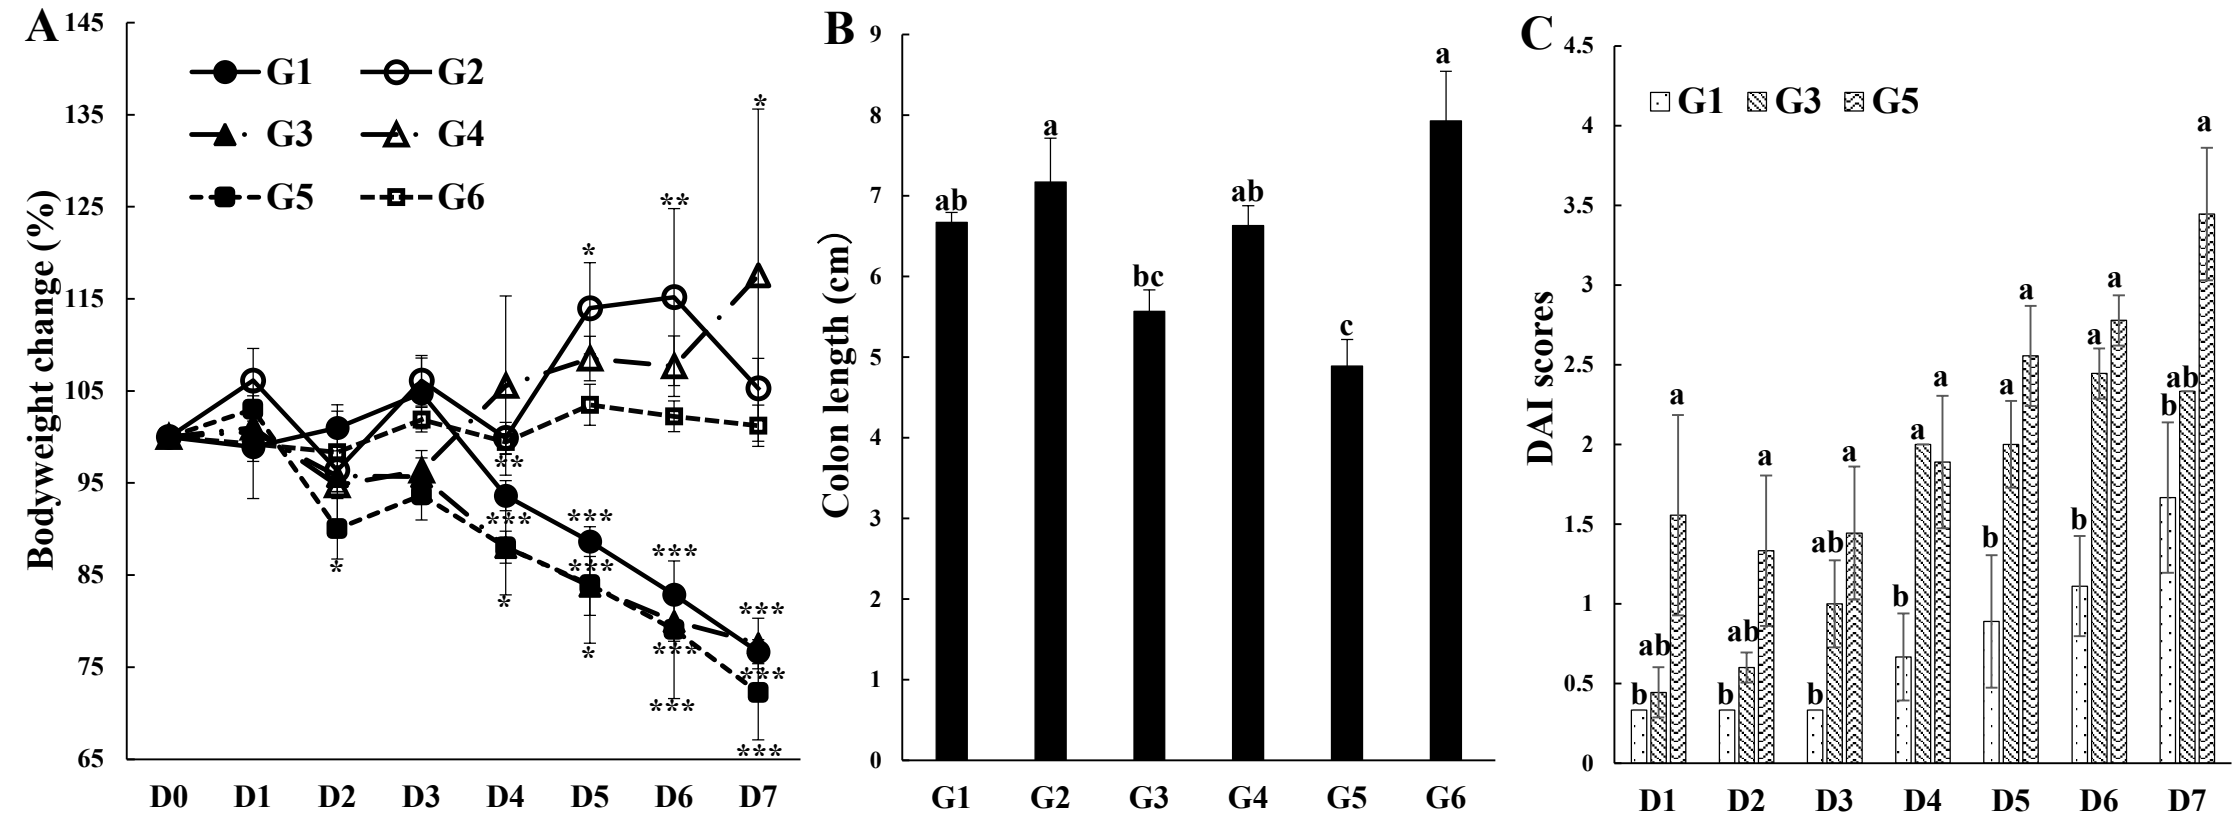 A
Bodyweight change (%)
145
135
125
115
105
95
85
75
65
G1 G2
G3 G4
G5 G6
*
**
*
**
*** ***
***
*
***
*
*
***
***
***
***
***
D0 D1 D2 D3 D4 D5 D6 D7
B
Colon length (cm)
9
8
7
6
5
4
3
2
1
0
ab a bc ab c a
G1 G2 G3 G4 G5 G6
C
DAI scores
4.5
4
3.5
3
2.5
2
1.5
1
0.5
0
G1 G3 G5
b ab a
b ab a
b ab a
b a a
b a a
b a a
b ab a
D1 D2 D3 D4 D5 D6 D7